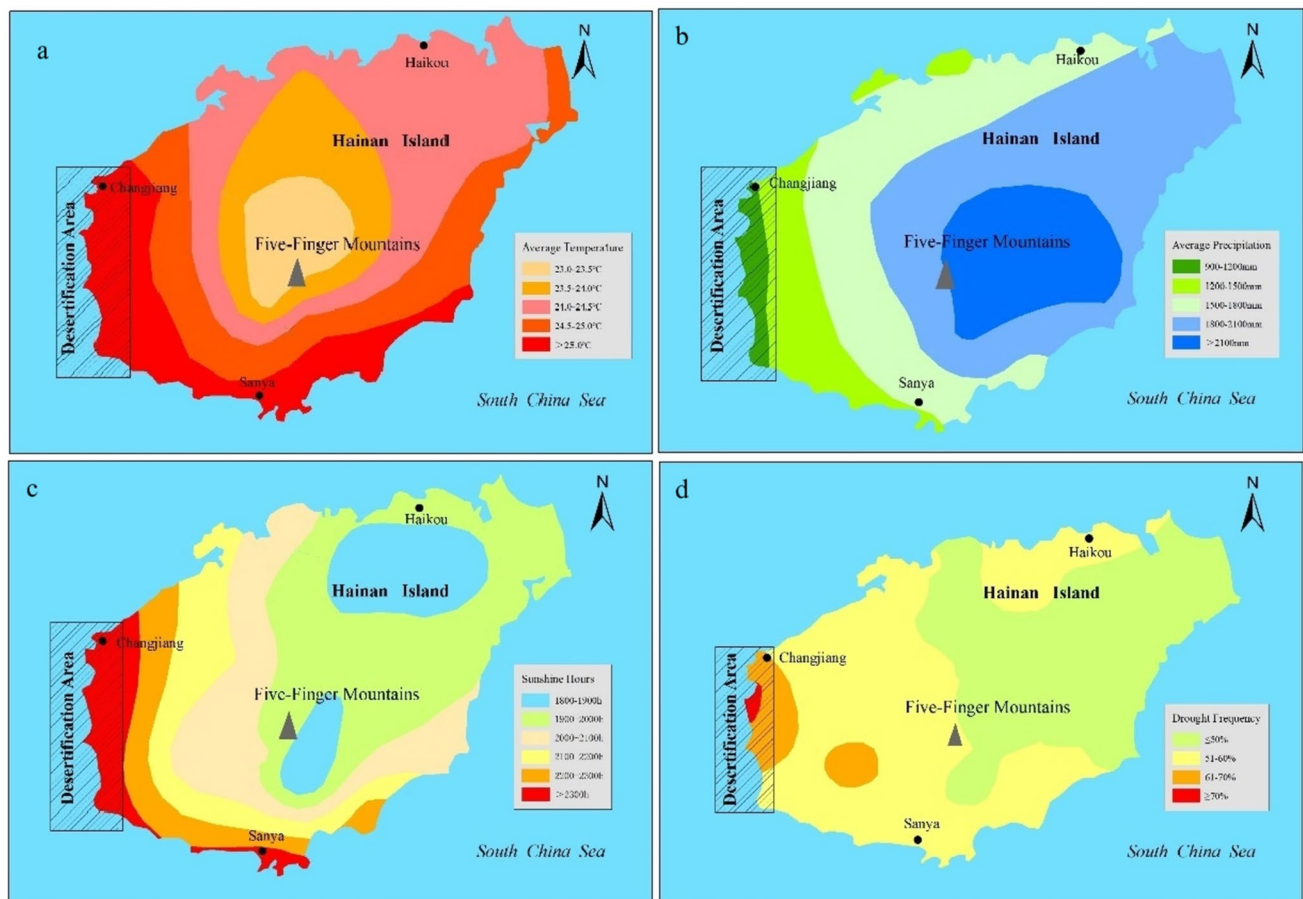 a
N
Haikou
Hainan Island
Changjiang
Desertification Area
Five-Finger Mountains
Average Temperature
23.0-23.5°C
23.5-24.0°C
24.0-24.5°C
24.5-25.0°C
>25.0°C
Sanya
South China Sea
b
N
Haikou
Hainan Island
Changjiang
Desertification Area
Five-Finger Mountains
Average Precipitation
900-1200mm
1200-1500mm
1500-1800mm
1800-2100mm
>2100mm
Sanya
South China Sea
c
N
Haikou
Hainan Island
Changjiang
Desertification Area
Five-Finger Mountains
Sunshine Hours
1800-1900h
1900-2000h
2000-2100h
2100-2200h
2200-2300h
>2300h
Sanya
South China Sea
d
N
Haikou
Hainan Island
Changjiang
Desertification Area
Five-Finger Mountains
Drought Frequency
≤50%
51-60%
61-70%
≥70%
Sanya
South China Sea